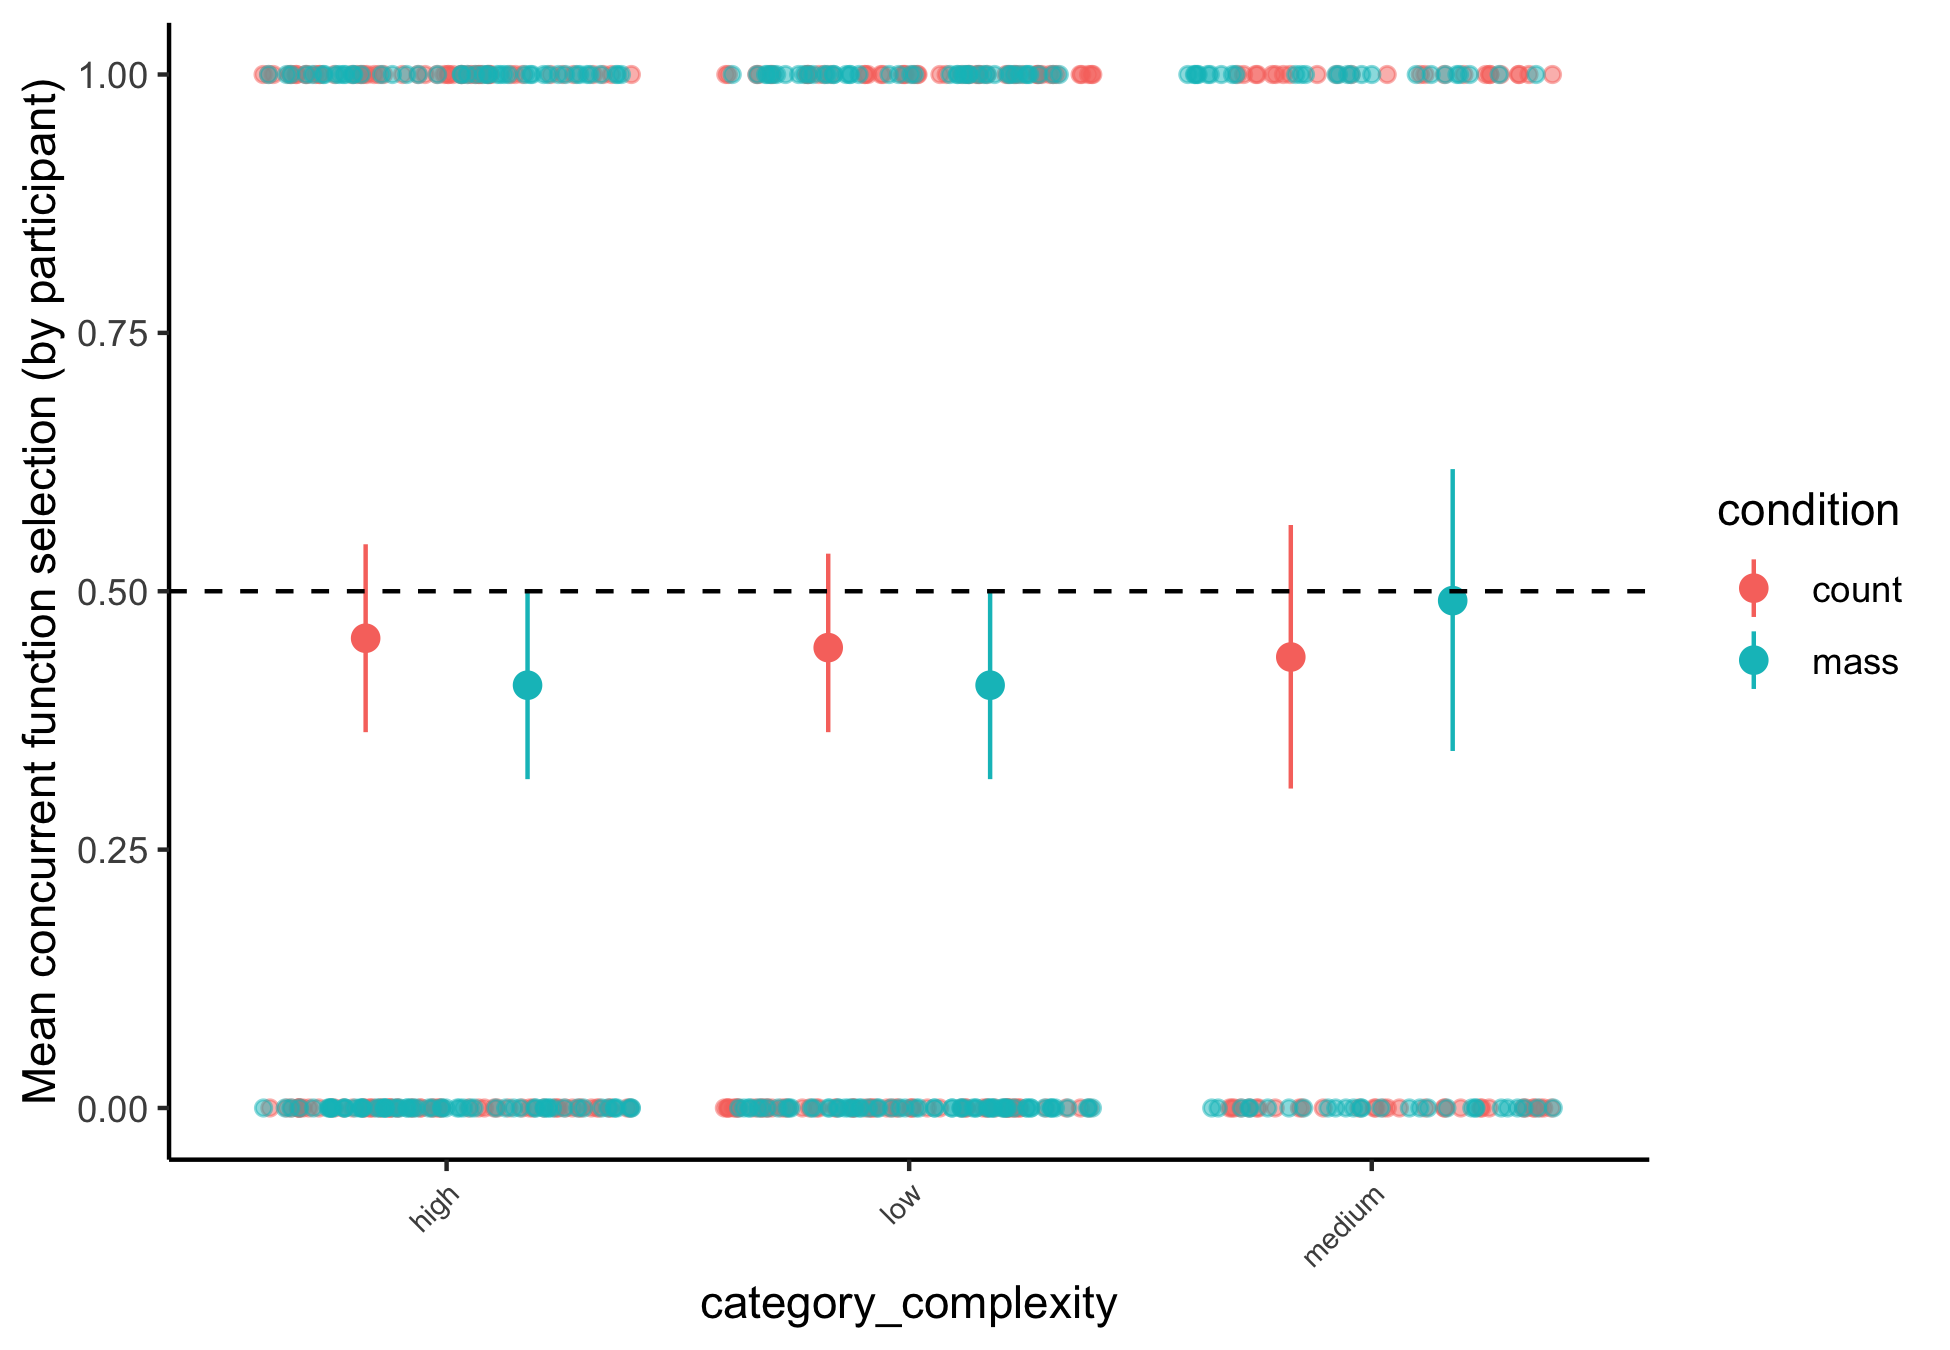 Mean concurrent function selection (by participant)
1.00
0.75
0.50
0.25
0.00
high
low
medium
category_complexity
condition
count
mass